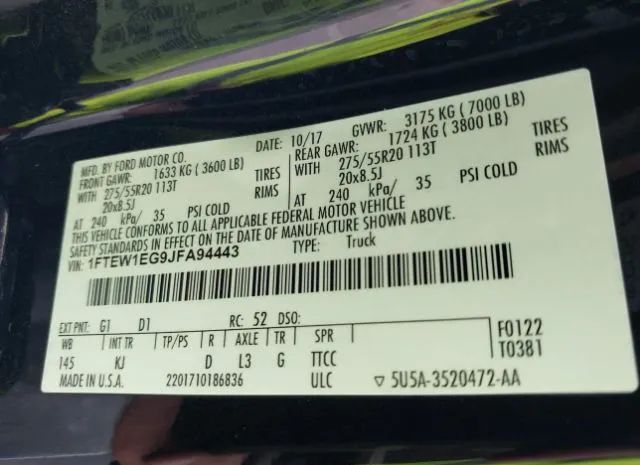 MFD. BY FORD MOTOR CO. DATE: 10/17 GVWR: 3175 KG ( 7000 LB)
FRONT GAWR: 1633 KG ( 3600 LB) REAR GAWR: 1724 KG ( 3800 LB)
WITH 275/55R20 113T TIRES WITH 275/55R20 113T TIRES
20x8.5J RIMS 20x8.5J RIMS
AT 240 kPa/ 35 PSI COLD AT 240 kPa/ 35 PSI COLD
THIS VEHICLE CONFORMS TO ALL APPLICABLE FEDERAL MOTOR VEHICLE
SAFETY STANDARDS IN EFFECT ON THE DATE OF MANUFACTURE SHOWN ABOVE.
VIN: 1FTEW1EG9JFA94443 TYPE: Truck
EXT PNT: G1 D1 RC: 52 DSO:
WB INT TR TP/PS R AXLE TR SPR F0122
145 KJ D L3 G TTCC T0381
MADE IN U.S.A. 2201710186836 ULC ▽ 5U5A-3520472-AA